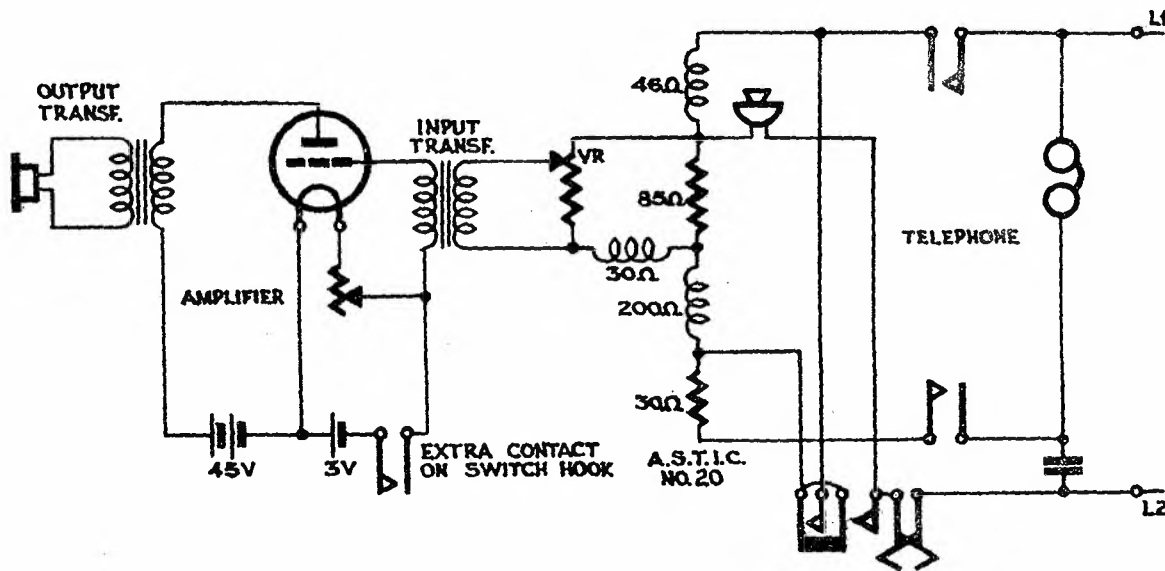 OUTPUT
TRANSF.
INPUT
TRANSF.
VR
46Ω
85Ω
30Ω
200Ω
30Ω
A.S.T.I.C.
NO. 20
AMPLIFIER
45V
3V
EXTRA CONTACT
ON SWITCH HOOK
TELEPHONE
L1
L2